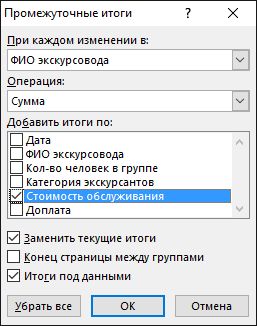 Промежуточные итоги
При каждом изменении в:
ФИО экскурсовода
Операция:
Сумма
Добавить итоги по:
Дата
ФИО экскурсовода
Кол-во человек в группе
Категория экскурсантов
Стоимость обслуживания
Доплата
Заменить текущие итоги
Конец страницы между группами
Итоги под данными
Убрать все ОК Отмена